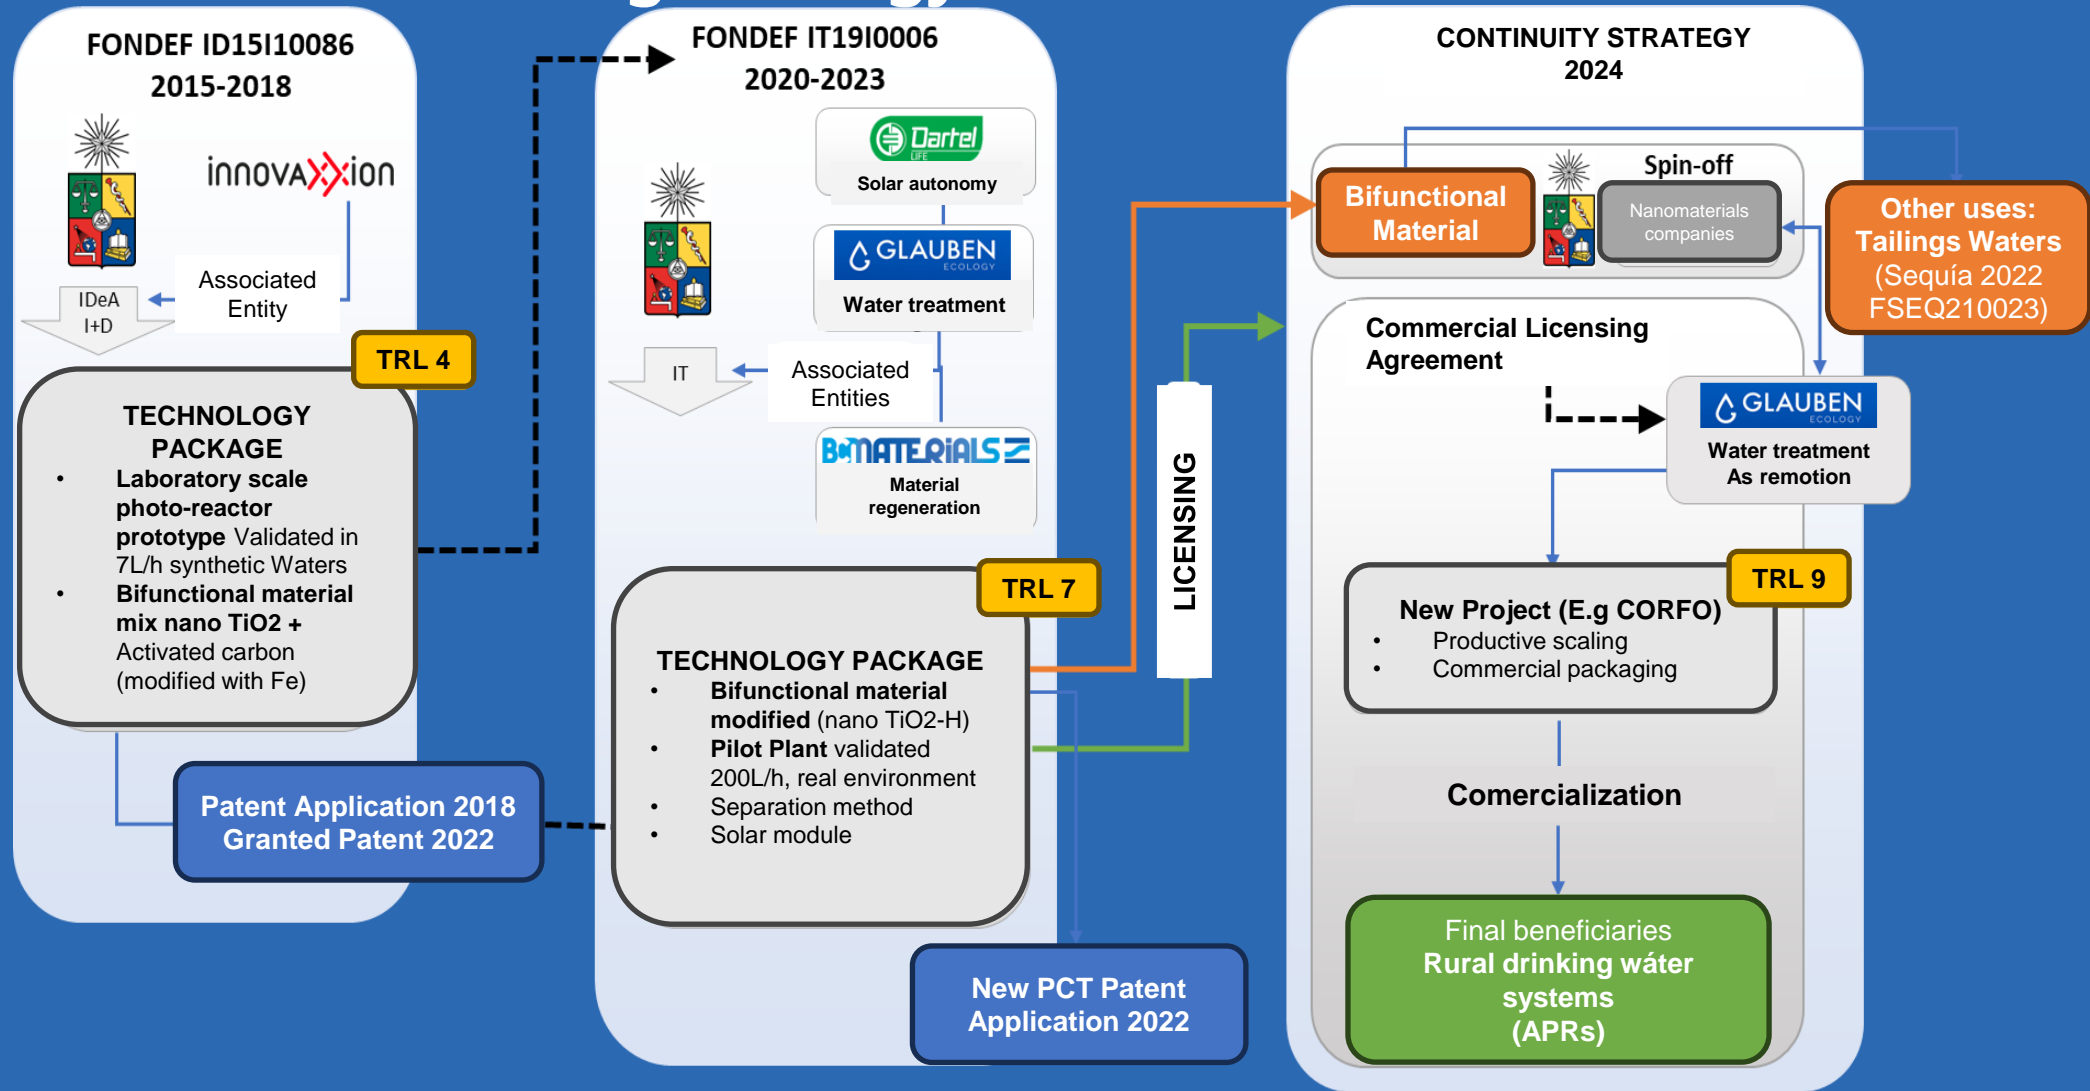 FONDEF ID15I10086
2015-2018
innovaxxion
Associated
Entity
IDeA
I+D
TRL 4
TECHNOLOGY
PACKAGE
• Laboratory scale
photo-reactor
prototype Validated in
7L/h synthetic Waters
• Bifunctional material
mix nano TiO2 +
Activated carbon
(modified with Fe)
Patent Application 2018
Granted Patent 2022
FONDEF IT19I0006
2020-2023
Dartel
LIFE
Solar autonomy
GLAUBEN
ECOLOGY
Water treatment
IT
Associated
Entities
BCMATERIALS
Material
regeneration
TRL 7
TECHNOLOGY PACKAGE
• Bifunctional material
modified (nano TiO2-H)
• Pilot Plant validated
200L/h, real environment
• Separation method
• Solar module
New PCT Patent
Application 2022
LICENSING
CONTINUITY STRATEGY
2024
Bifunctional
Material
Spin-off
Nanomaterials
companies
Other uses:
Tailings Waters
(Sequía 2022
FSEQ210023)
Commercial Licensing
Agreement
GLAUBEN
ECOLOGY
Water treatment
As remotion
TRL 9
New Project (E.g CORFO)
• Productive scaling
• Commercial packaging
Comercialization
Final beneficiaries
Rural drinking wáter
systems
(APRs)